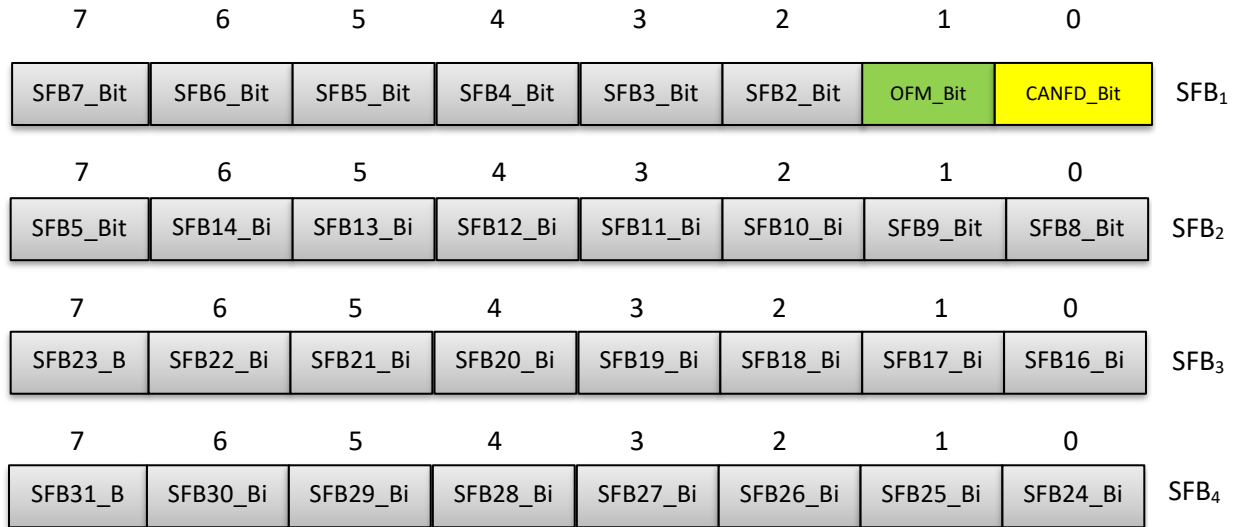 7 6 5 4 3 2 1 0
SFB7_Bit SFB6_Bit SFB5_Bit SFB4_Bit SFB3_Bit SFB2_Bit OFM_Bit CANFD_Bit SFB₁
7 6 5 4 3 2 1 0
SFB5_Bit SFB14_Bi SFB13_Bi SFB12_Bi SFB11_Bi SFB10_Bi SFB9_Bit SFB8_Bit SFB₂
7 6 5 4 3 2 1 0
SFB23_B SFB22_Bi SFB21_Bi SFB20_Bi SFB19_Bi SFB18_Bi SFB17_Bi SFB16_Bi SFB₃
7 6 5 4 3 2 1 0
SFB31_B SFB30_Bi SFB29_Bi SFB28_Bi SFB27_Bi SFB26_Bi SFB25_Bi SFB24_Bi SFB₄